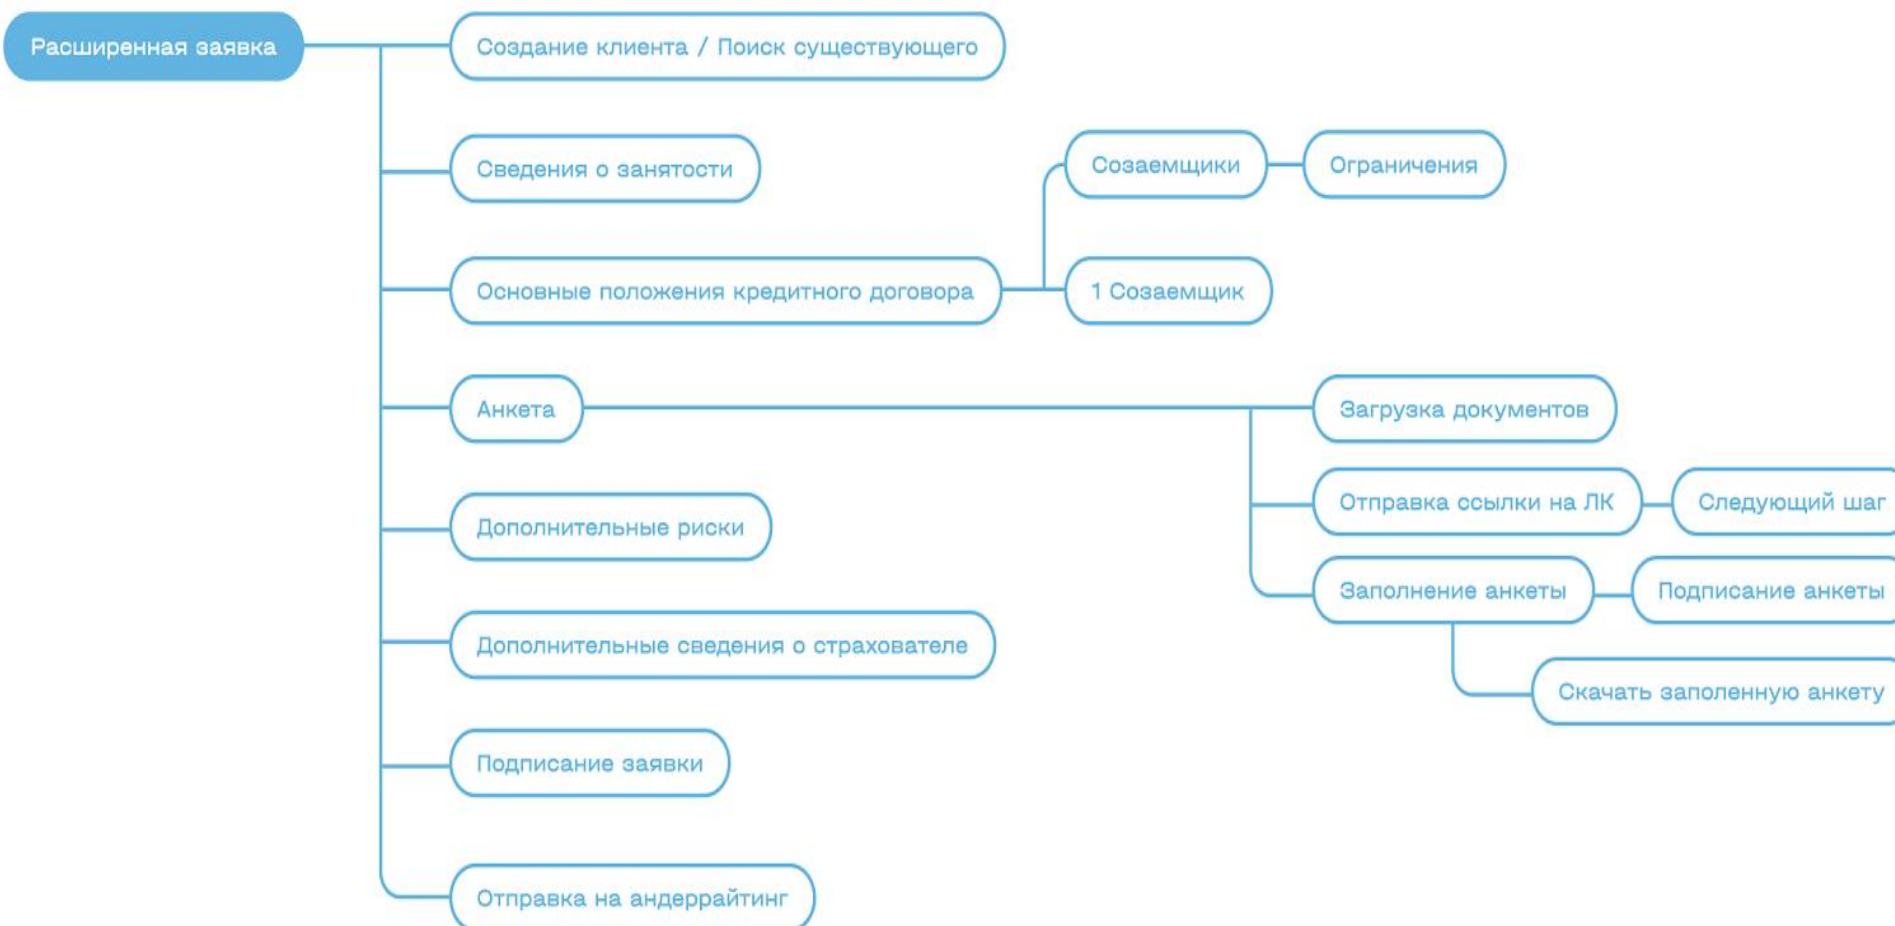 Расширенная заявка
Создание клиента / Поиск существующего
Сведения о занятости
Созаемщики
Ограничения
Основные положения кредитного договора
1 Созаемщик
Анкета
Загрузка документов
Отправка ссылки на ЛК
Следующий шаг
Дополнительные риски
Заполнение анкеты
Подписание анкеты
Дополнительные сведения о страхователе
Скачать заполенную анкету
Подписание заявки
Отправка на андеррайтинг